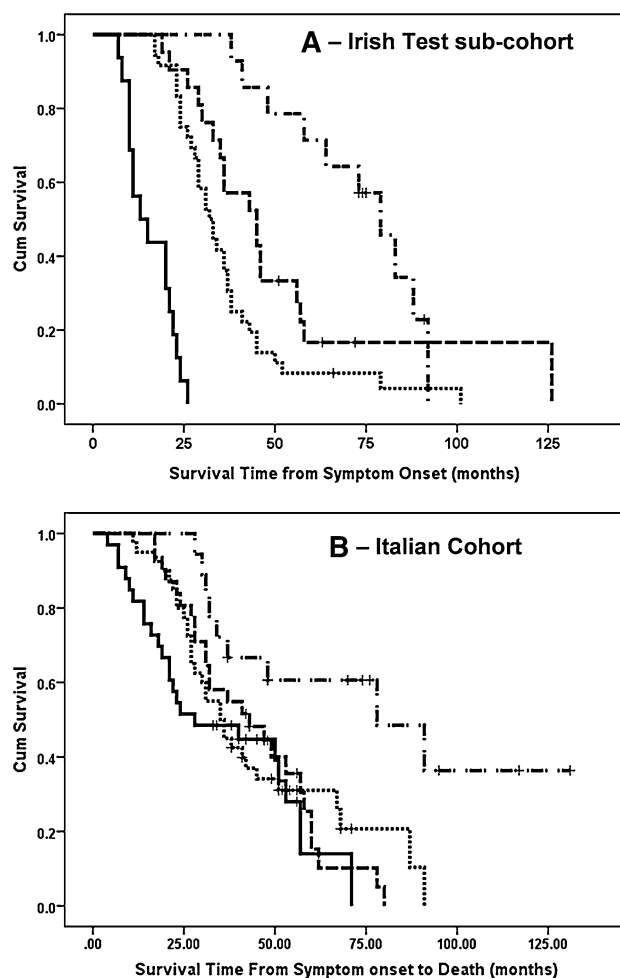 A – Irish Test sub-cohort
Cum Survival
1.0
0.8
0.6
0.4
0.2
0.0
0 25 50 75 100 125
Survival Time from Symptom Onset (months)
B – Italian Cohort
Cum Survival
1.0
0.8
0.6
0.4
0.2
0.0
.00 25.00 50.00 75.00 100.00 125.00
Survival Time From Symptom onset to Death (months)